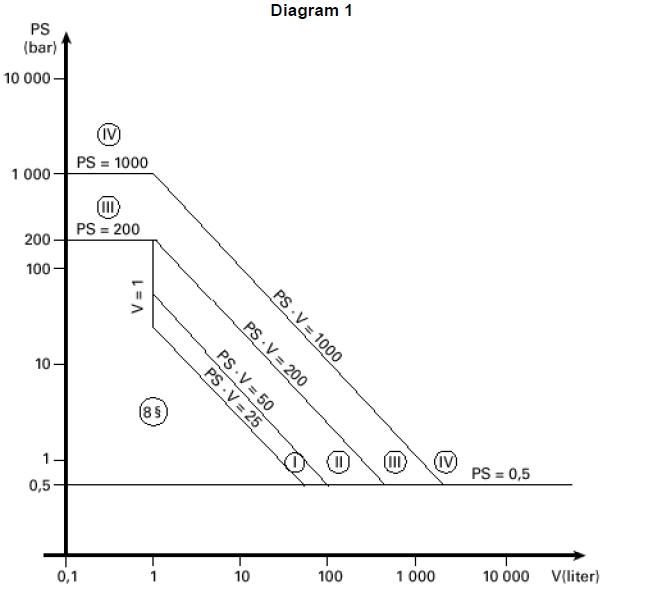 Diagram 1
PS
(bar)
10 000
IV
PS = 1000
1 000
III
PS = 200
200
100
V = 1
PS · V = 1000
PS · V = 200
PS · V = 50
PS · V = 25
10
8 §
1
I
II
III
IV
PS = 0,5
0,5
0,1
1
10
100
1 000
10 000
V(liter)